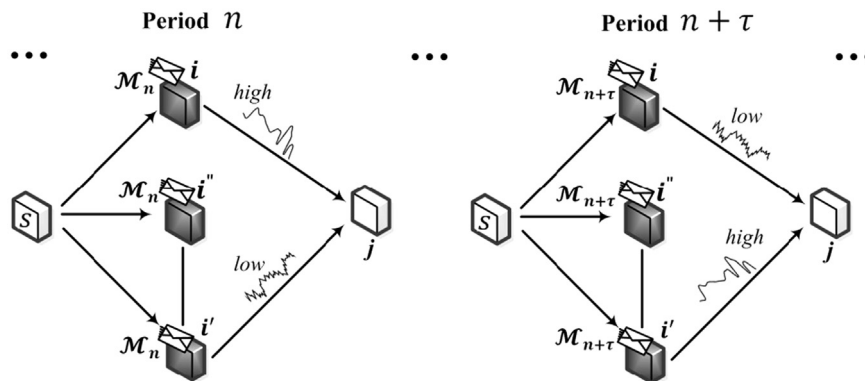 Period n
Period n + τ
... ... ...
ℳn i
high
ℳn i"
S
j
low
ℳn i'
ℳn+τ i
low
ℳn+τ i"
S
high
j
ℳn+τ i'